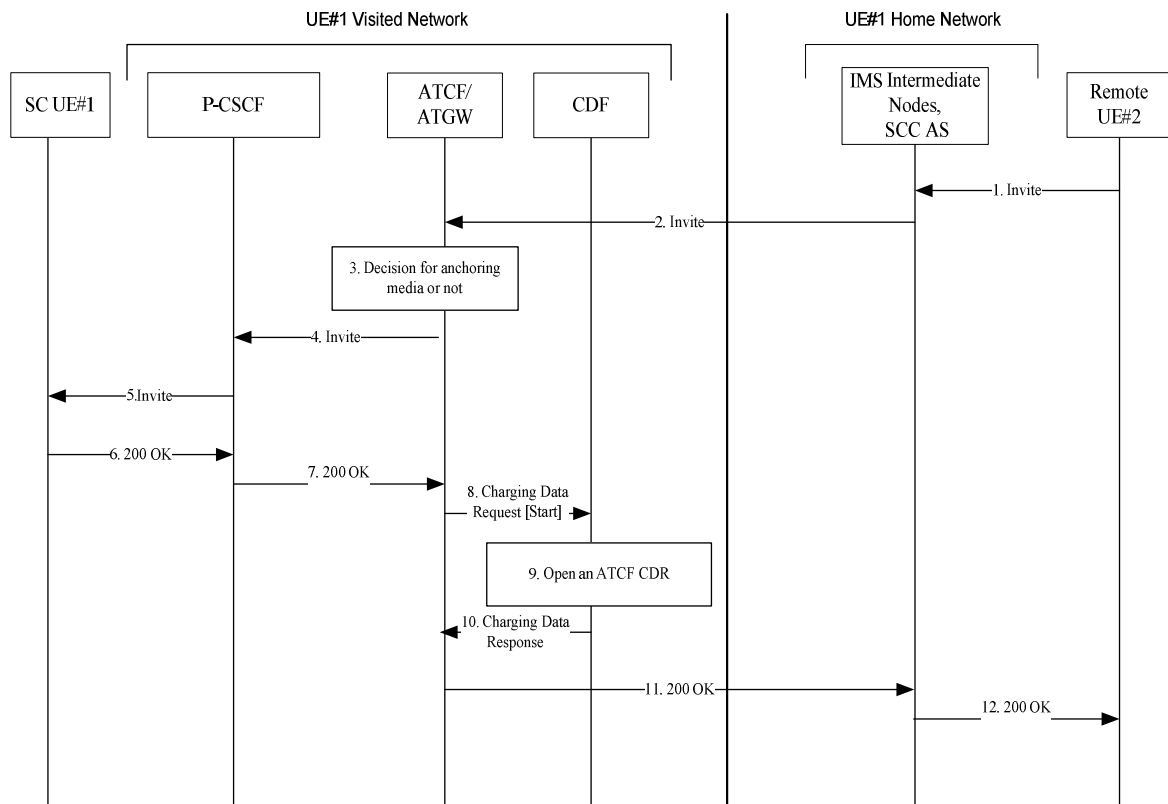 UE#1 Visited Network
UE#1 Home Network
SC UE#1
P-CSCF
ATCF/
ATGW
CDF
IMS Intermediate
Nodes,
SCC AS
Remote
UE#2
1. Invite
2. Invite
3. Decision for anchoring
media or not
4. Invite
5.Invite
6. 200 OK
7. 200 OK
8. Charging Data
Request [Start]
9. Open an ATCF CDR
10. Charging Data
Response
11. 200 OK
12. 200 OK